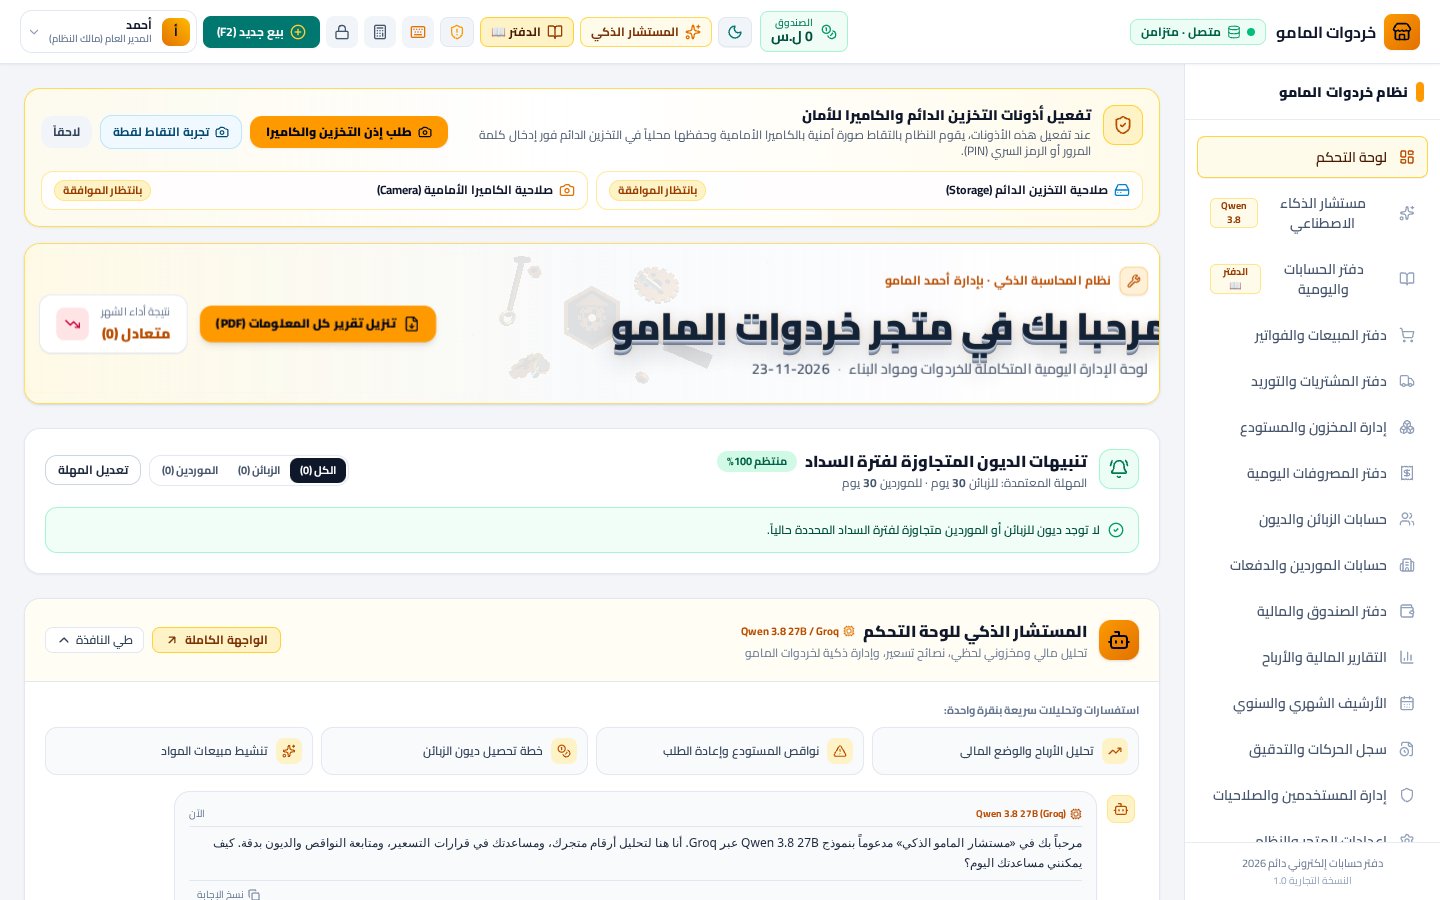 خردوات المامو
متصل · متزامن
الصندوق
0 ل.س
المستشار الذكي
الدفتر 📖
بيع جديد (F2)
أ
أحمد
المدير العام (مالك النظام)
نظام خردوات المامو
لوحة التحكم
مستشار الذكاء الاصطناعي
Qwen 3.8
دفتر الحسابات واليومية
الدفتر 📖
دفتر المبيعات والفواتير
دفتر المشتريات والتوريد
إدارة المخزون والمستودع
دفتر المصروفات اليومية
حسابات الزبائن والديون
حسابات الموردين والدفعات
دفتر الصندوق والمالية
التقارير المالية والأرباح
الأرشيف الشهري والسنوي
سجل الحركات والتدقيق
إدارة المستخدمين والصلاحيات
إعدادات المتجر والنظام
دفتر حسابات إلكتروني دائم 2026
النسخة التجارية 1.0
تفعيل أذونات التخزين الدائم والكاميرا للأمان
عند تفعيل هذه الأذونات، يقوم النظام بالتقاط صورة أمنية بالكاميرا الأمامية وحفظها محلياً في التخزين الدائم فور إدخال كلمة
المرور أو الرمز السري (PIN).
طلب إذن التخزين والكاميرا
تجربة التقاط لقطة
لاحقاً
صلاحية التخزين الدائم (Storage)
بانتظار الموافقة
صلاحية الكاميرا الأمامية (Camera)
بانتظار الموافقة
نظام المحاسبة الذكي · بإدارة أحمد المامو
مرحبا بك في متجر خردوات المامو
لوحة الإدارة اليومية المتكاملة للخردوات ومواد البناء · 23-11-2026
تنزيل تقرير كل المعلومات (PDF)
نتيجة أداء الشهر
متعادل (0)
تنبيهات الديون المتجاوزة لفترة السداد
منتظم 100%
المهلة المعتمدة: للزبائن 30 يوم · للموردين 30 يوم
الكل (0)
الزبائن (0)
الموردين (0)
تعديل المهلة
لا توجد ديون للزبائن أو الموردين متجاوزة لفترة السداد المحددة حالياً.
المستشار الذكي للوحة التحكم
Qwen 3.8 27B / Groq
تحليل مالي ومخزوني لحظي، نصائح تسعير، وإدارة ذكية لخردوات المامو
الواجهة الكاملة
طي النافذة
استفسارات وتحليلات سريعة بنقرة واحدة:
تحليل الأرباح والوضع المالي
نواقص المستودع وإعادة الطلب
خطة تحصيل ديون الزبائن
تنشيط مبيعات المواد
Qwen 3.8 27B (Groq)
الآن
مرحباً بك في «مستشار المامو الذكي» مدعوماً بنموذج Qwen 3.8 27B عبر Groq. أنا هنا لتحليل أرقام متجرك، ومساعدتك في قرارات التسعير، ومتابعة النواقص والديون بدقة. كيف
يمكنني مساعدتك اليوم؟
نسخ الإجابة